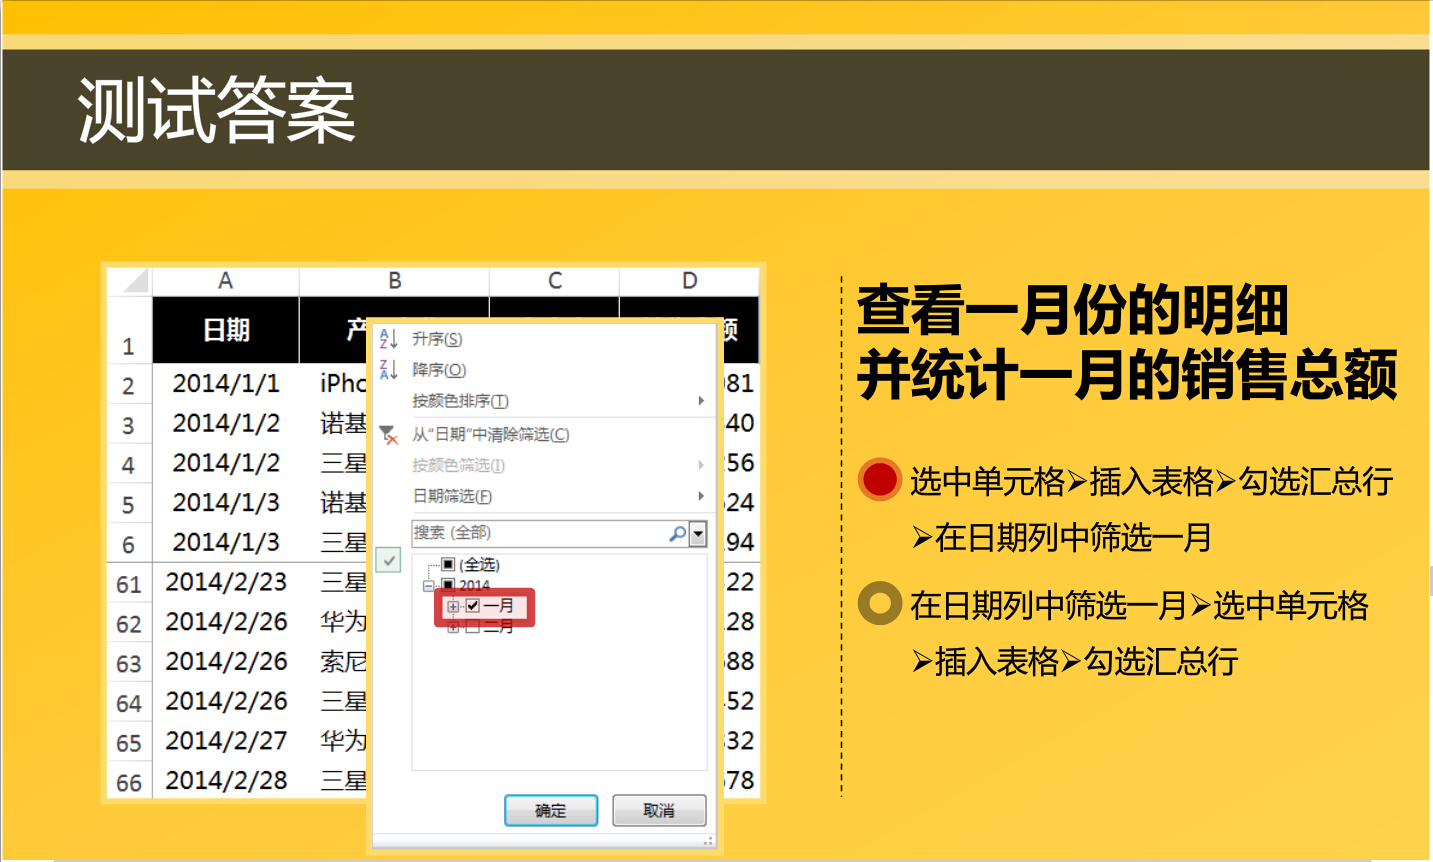 测试答案
A B C D
1 日期 产 额
2 2014/1/1 iPho 081
3 2014/1/2 诺基 40
4 2014/1/2 三星 256
5 2014/1/3 诺基 624
6 2014/1/3 三星 194
61 2014/2/23 三星 22
62 2014/2/26 华为 128
63 2014/2/26 索尼 688
64 2014/2/26 三星 452
65 2014/2/27 华为 332
66 2014/2/28 三星 578
升序(S)
降序(O)
按颜色排序(T)
从“日期”中清除筛选(C)
按颜色筛选(I)
日期筛选(F)
搜索 (全部)
(全选)
2014
一月
二月
确定 取消
查看一月份的明细
并统计一月的销售总额
选中单元格➢插入表格➢勾选汇总行
➢在日期列中筛选一月
在日期列中筛选一月➢选中单元格
➢插入表格➢勾选汇总行